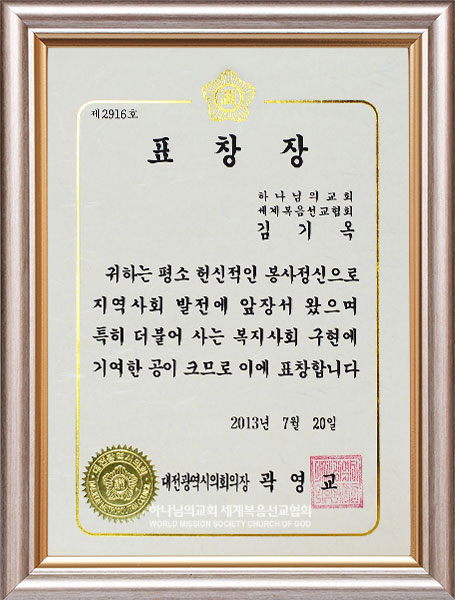 제2916호
표 창 장
하나님의교회
세계복음선교협회
김 기 옥
귀하는 평소 헌신적인 봉사정신으로
지역사회 발전에 앞장서 왔으며
특히 더불어 사는 복지사회 구현에
기여한 공이 크므로 이에 표창합니다
2013년 7월 20일
대전광역시의회의장 곽 영 교
하나님의교회 세계복음선교협회
WORLD MISSION SOCIETY CHURCH OF GOD